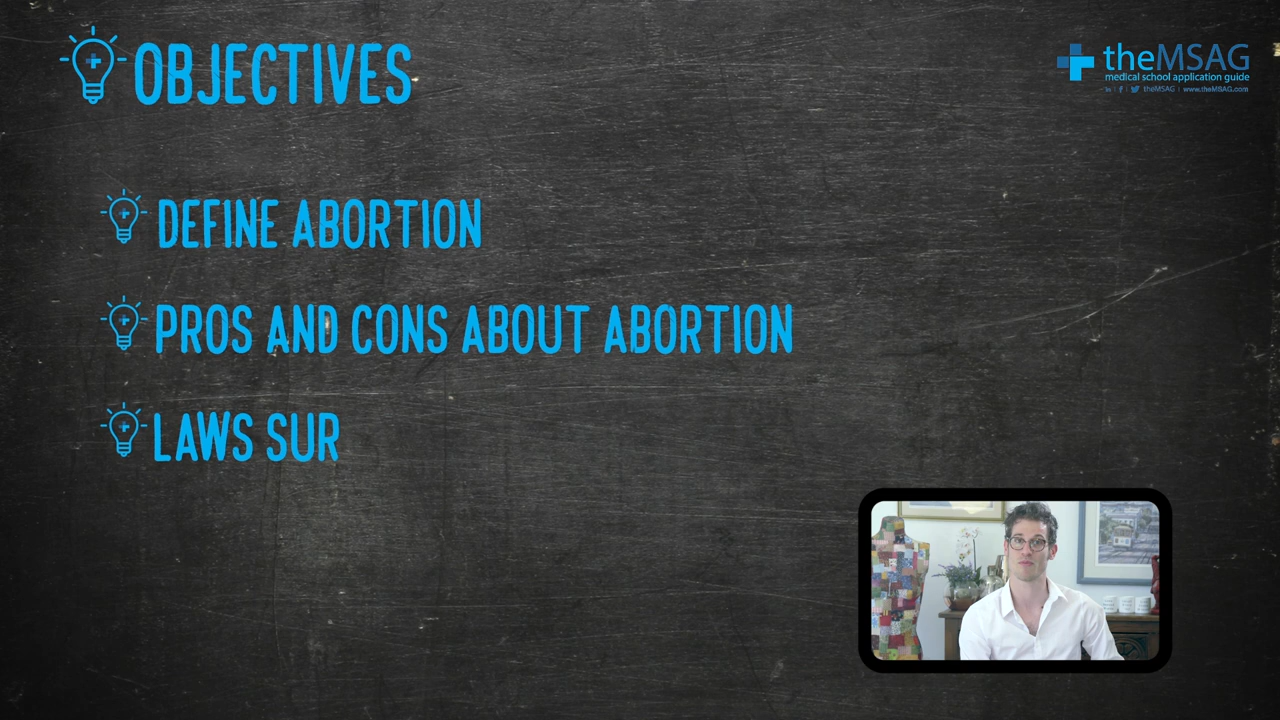 OBJECTIVES
theMSAG
medical school application guide
theMSAG | www.theMSAG.com
DEFINE ABORTION
PROS AND CONS ABOUT ABORTION
LAWS SUR